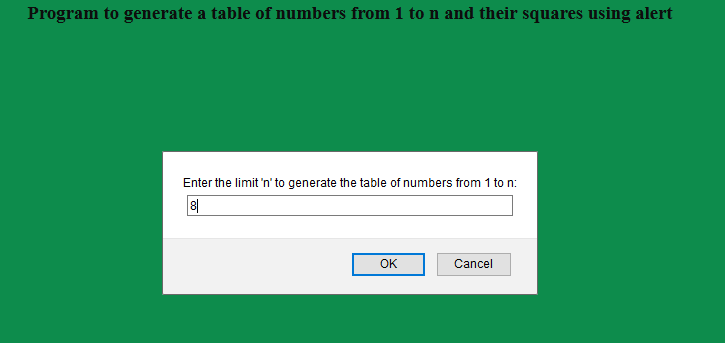 Program to generate a table of numbers from 1 to n and their squares using alert
Enter the limit 'n' to generate the table of numbers from 1 to n:
8
OK Cancel